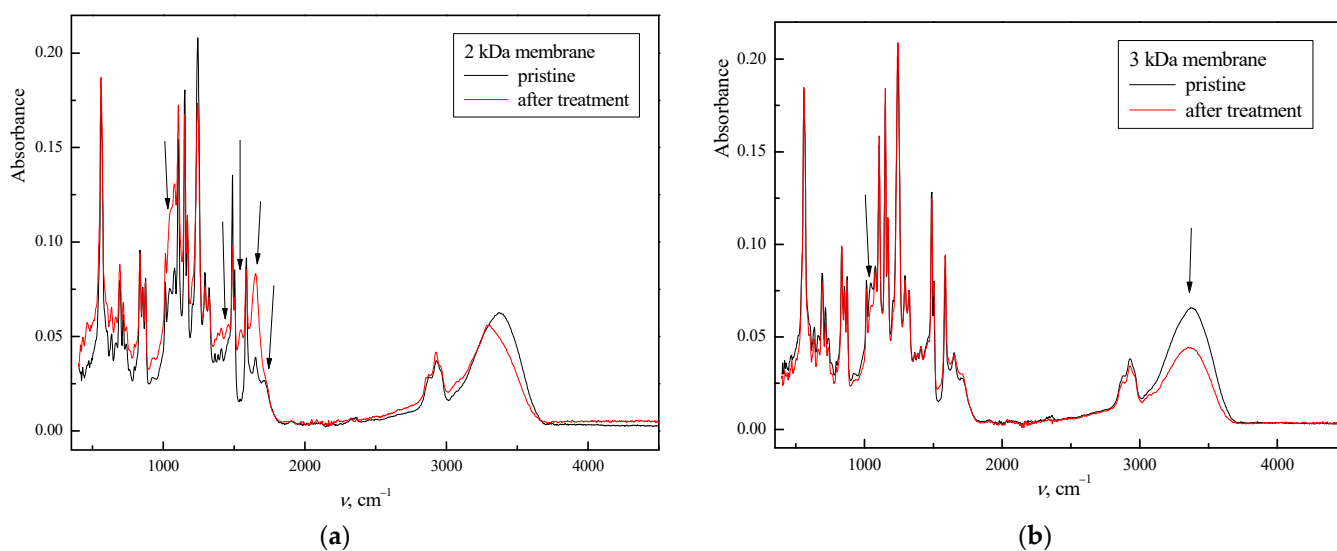 0.20
0.15
0.10
0.05
0.00
Absorbance
2 kDa membrane
pristine
after treatment
1000 2000 3000 4000
ν, cm⁻¹
(a)
0.20
0.15
0.10
0.05
0.00
Absorbance
3 kDa membrane
pristine
after treatment
1000 2000 3000 4000
ν, cm⁻¹
(b)